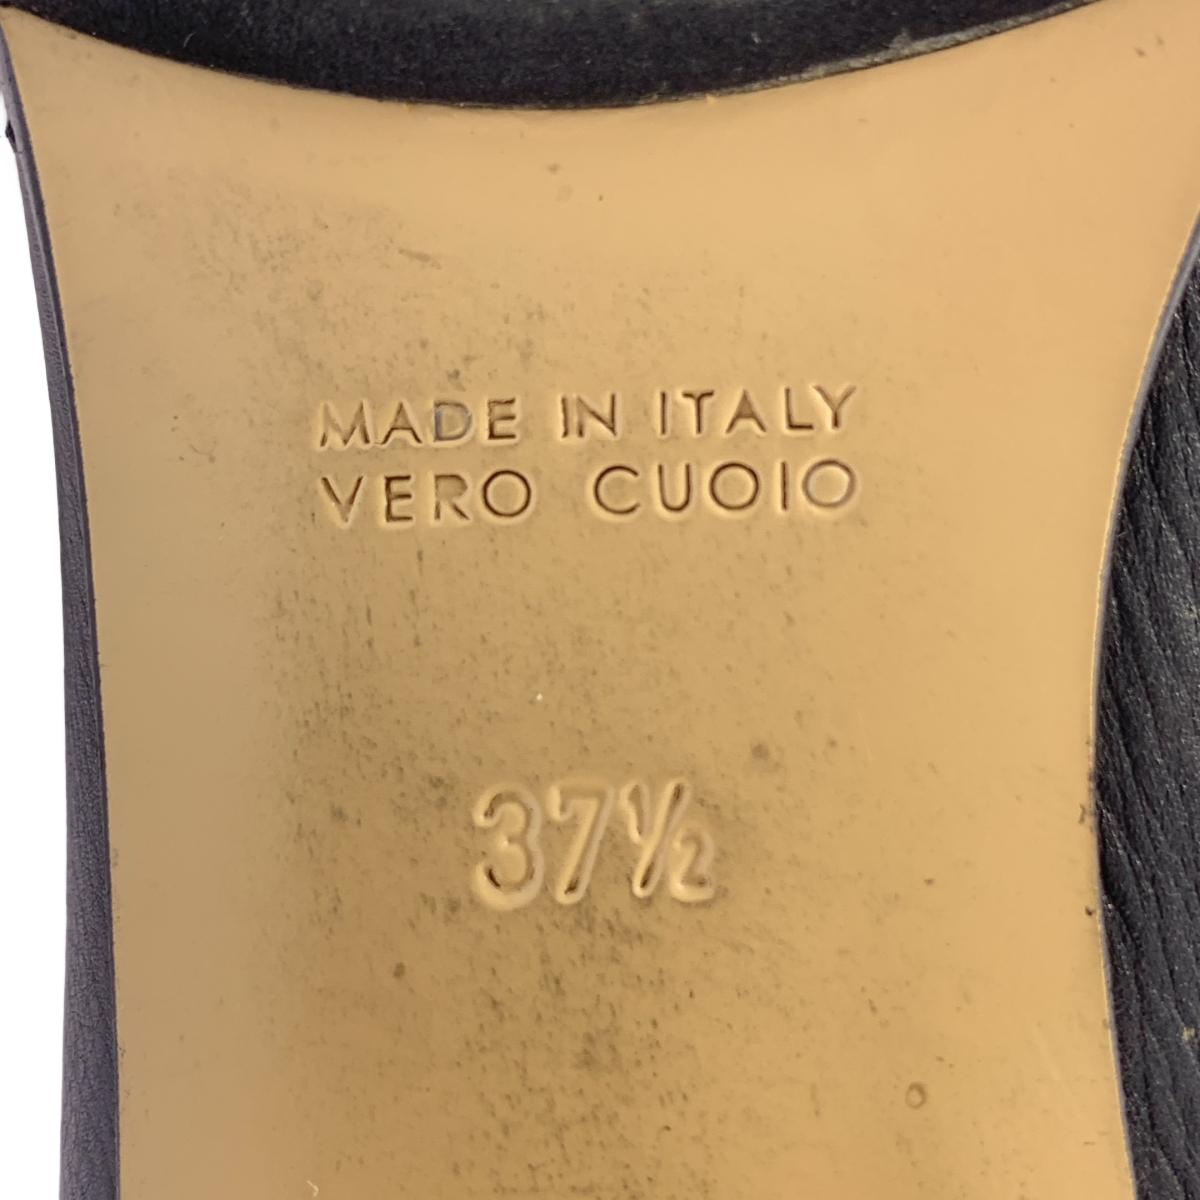 MADE IN ITALY
VERO CUOIO
37½